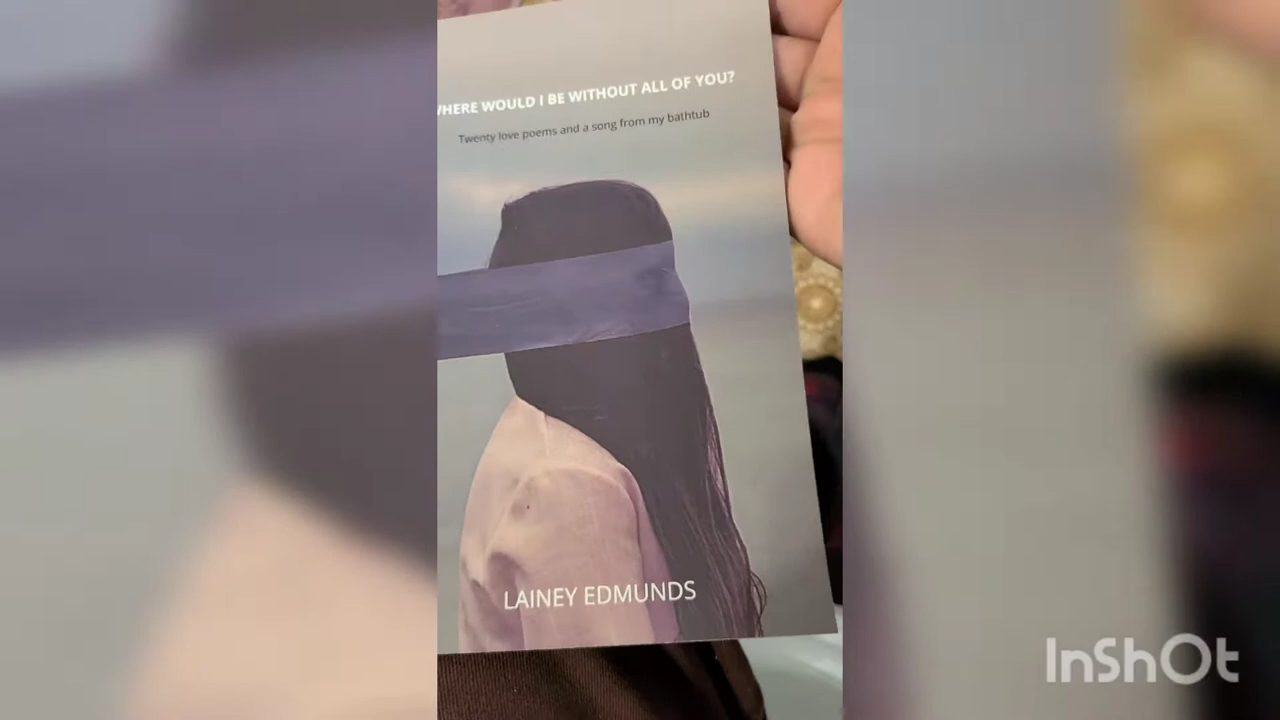 WHERE WOULD I BE WITHOUT ALL OF YOU?
Twenty love poems and a song from my bathtub
LAINEY EDMUNDS
InShOt